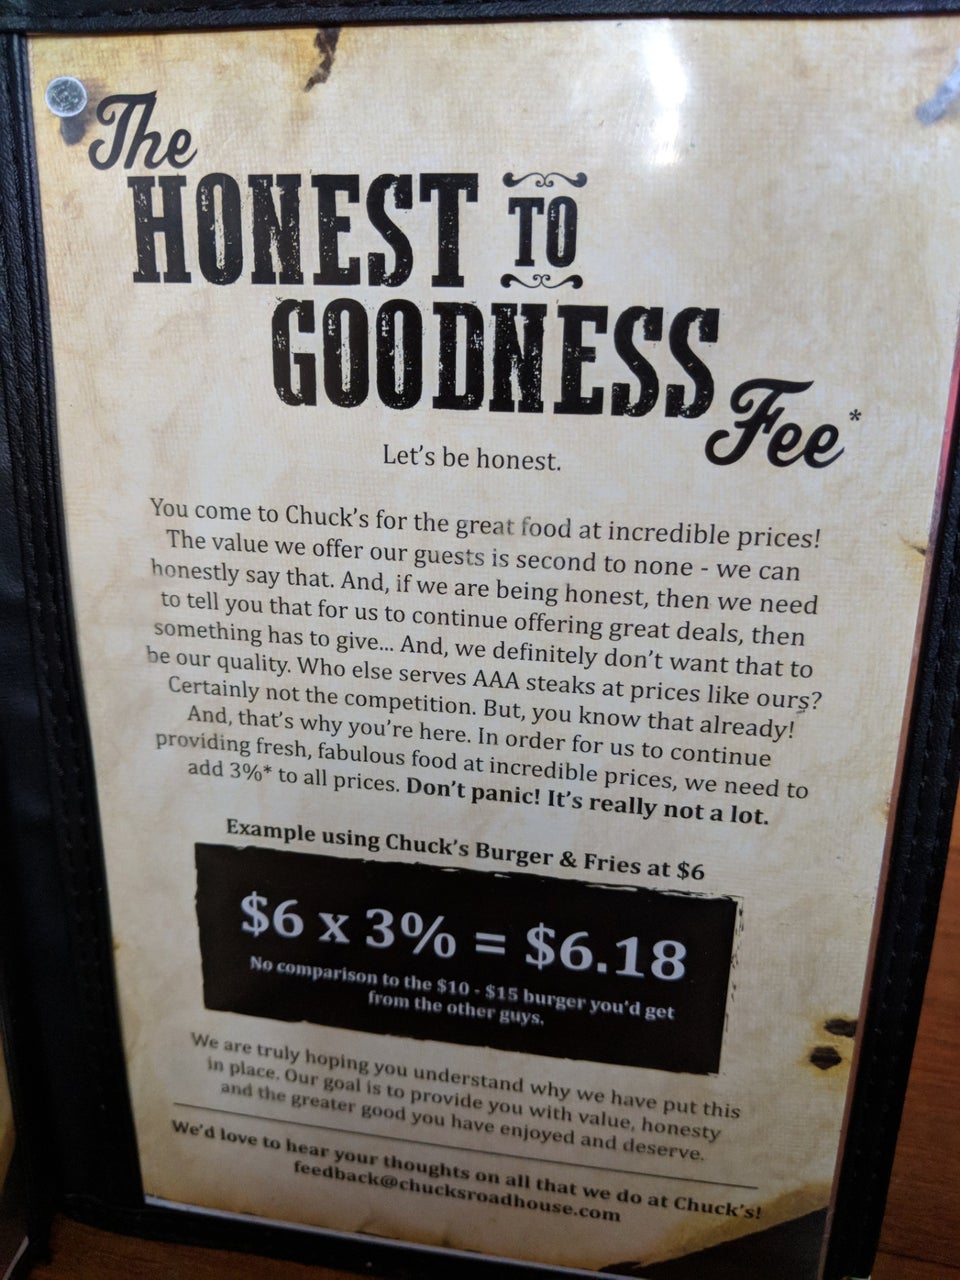 The
HONEST TO
GOODNESS
Fee*
Let's be honest.
You come to Chuck's for the great food at incredible prices!
The value we offer our guests is second to none - we can
honestly say that. And, if we are being honest, then we need
to tell you that for us to continue offering great deals, then
something has to give... And, we definitely don't want that to
be our quality. Who else serves AAA steaks at prices like ours?
Certainly not the competition. But, you know that already!
And, that's why you're here. In order for us to continue
providing fresh, fabulous food at incredible prices, we need to
add 3%* to all prices. Don't panic! It's really not a lot.
Example using Chuck's Burger & Fries at $6
$6 x 3% = $6.18
No comparison to the $10 - $15 burger you'd get
from the other guys.
We are truly hoping you understand why we have put this
in place. Our goal is to provide you with value, honesty
and the greater good you have enjoyed and deserve.
We'd love to hear your thoughts on all that we do at Chuck's!
feedback@chucksroadhouse.com